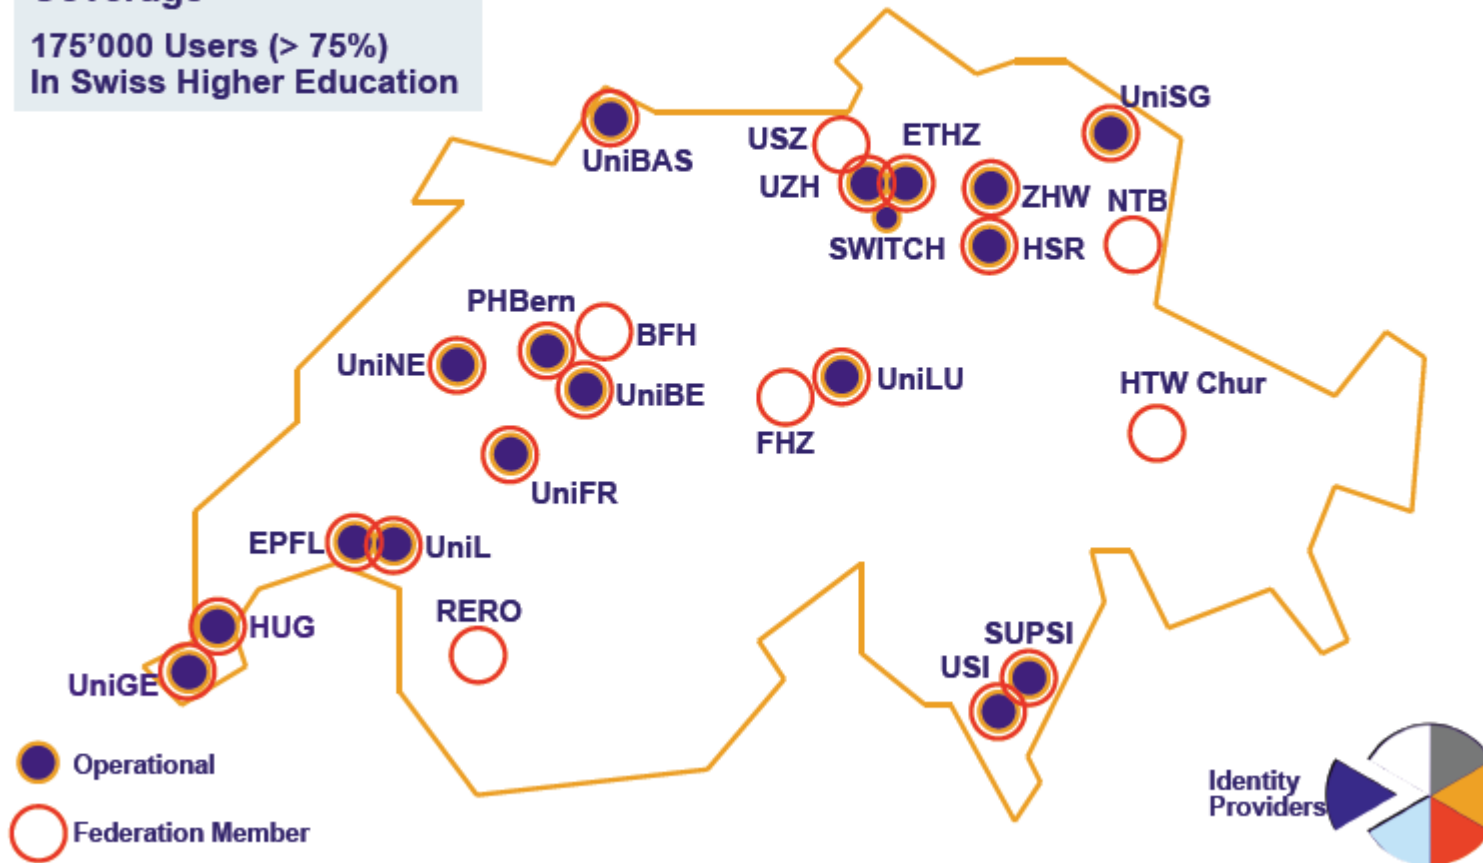 Coverage
175’000 Users (> 75%)
In Swiss Higher Education
UniBAS
USZ
ETHZ
UniSG
UZH
ZHW
NTB
SWITCH
HSR
PHBern
BFH
UniNE
UniBE
UniLU
HTW Chur
FHZ
UniFR
EPFL
UniL
RERO
HUG
SUPSI
USI
UniGE
Operational
Identity
Providers
Federation Member